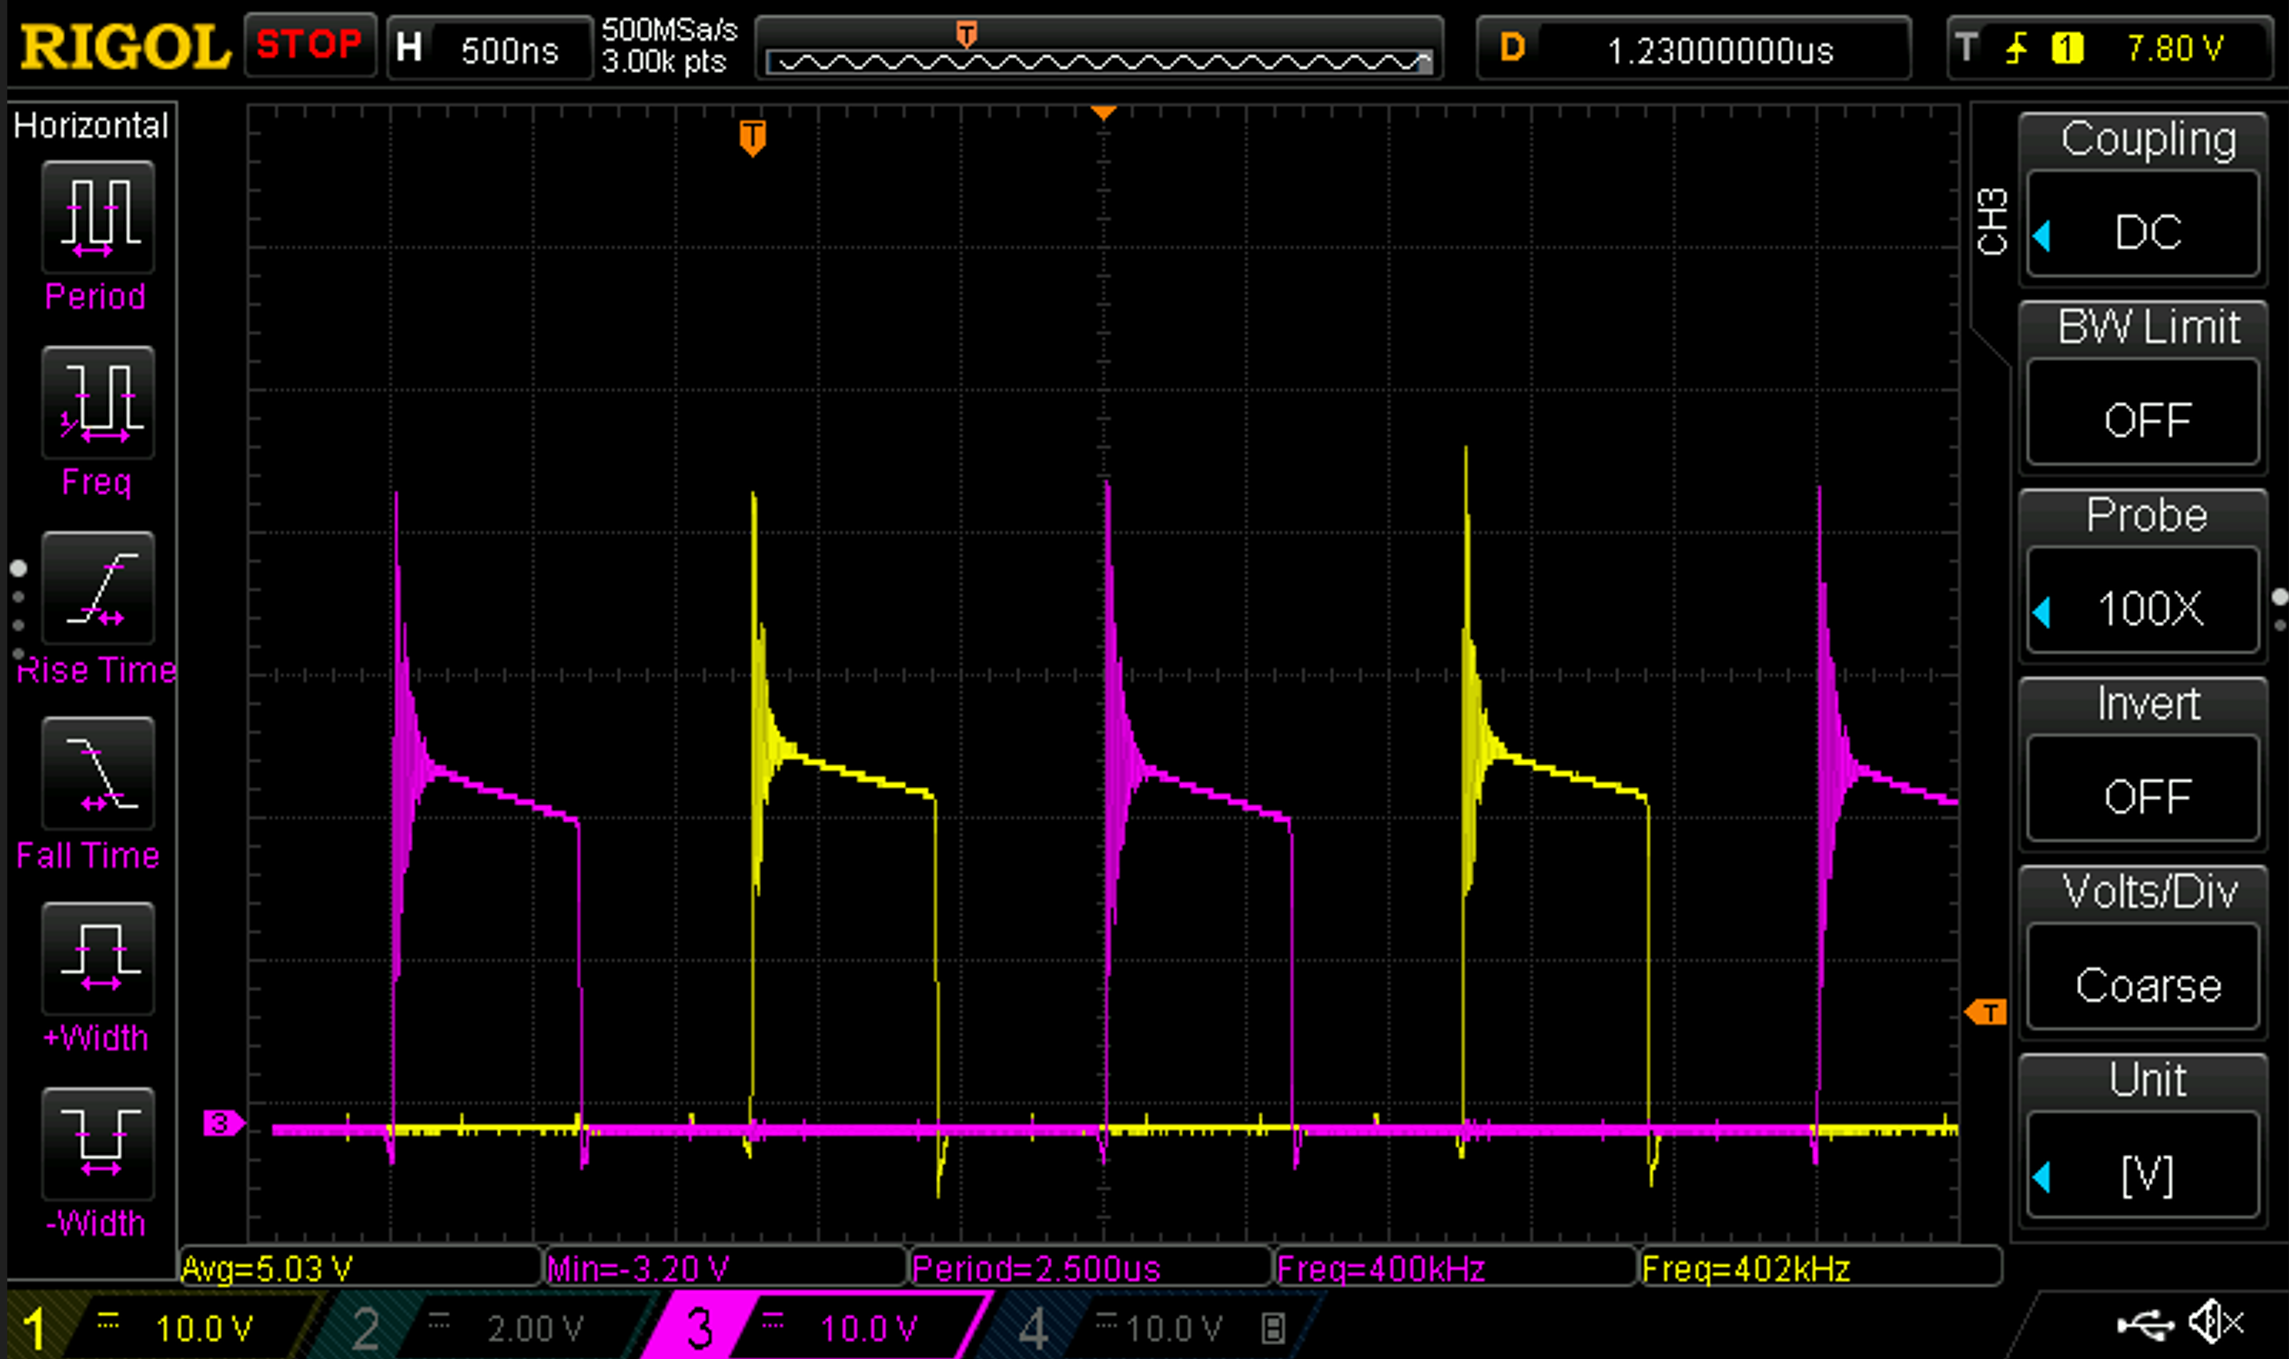 RIGOL STOP H 500ns 500MSa/s 3.00k pts T D 1.23000000us T 1 7.80 V
Horizontal
Period
Freq
Rise Time
Fall Time
+Width
-Width
T
3
T
CH3
Coupling
DC
BW Limit
OFF
Probe
100X
Invert
OFF
Volts/Div
Coarse
Unit
[V]
Avg=5.03 V Min=-3.20 V Period=2.500us Freq=400kHz Freq=402kHz
1 10.0 V 2 2.00 V 3 10.0 V 4 10.0 V